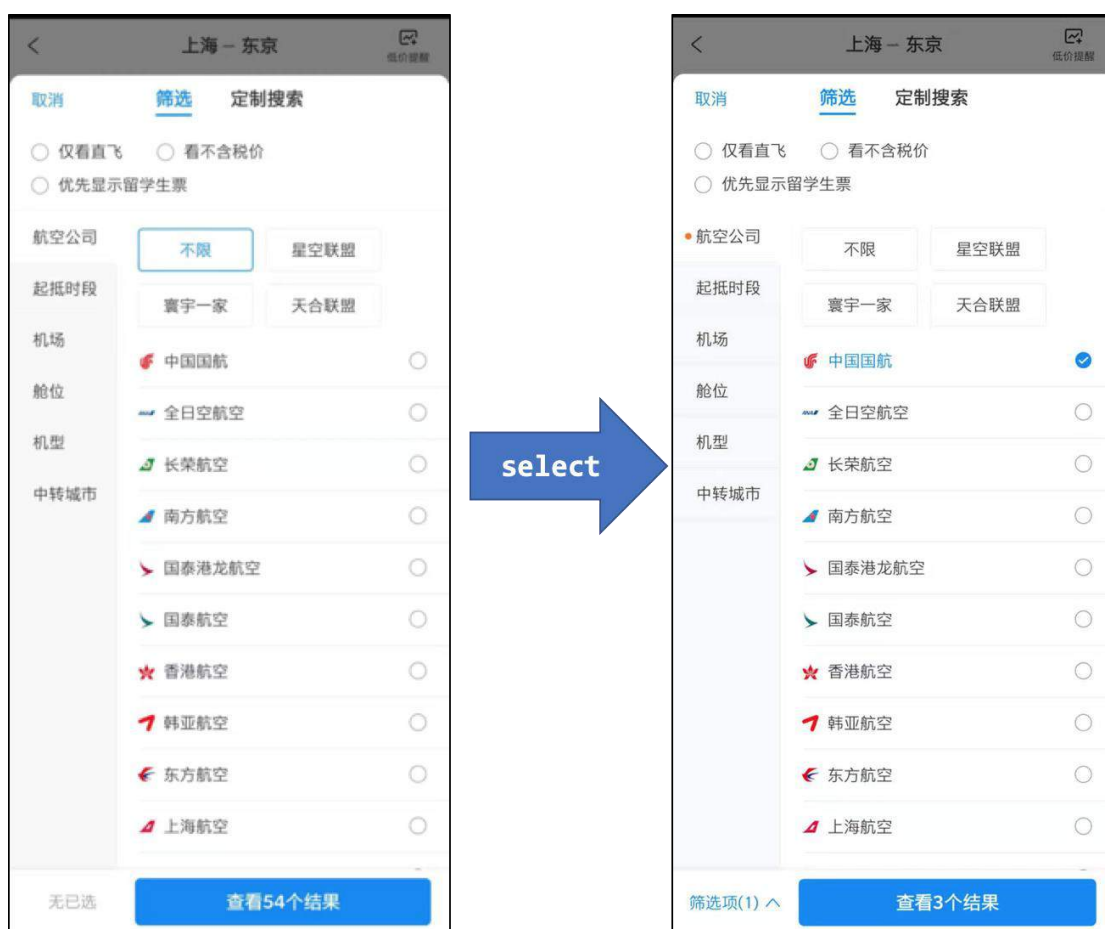 上海 – 东京
低价提醒
取消
筛选
定制搜索
仅看直飞
看不含税价
优先显示留学生票
航空公司
起抵时段
机场
舱位
机型
中转城市
不限
星空联盟
寰宇一家
天合联盟
中国国航
全日空航空
长荣航空
南方航空
国泰港龙航空
国泰航空
香港航空
韩亚航空
东方航空
上海航空
无已选
查看54个结果
select
上海 – 东京
低价提醒
取消
筛选
定制搜索
仅看直飞
看不含税价
优先显示留学生票
航空公司
起抵时段
机场
舱位
机型
中转城市
不限
星空联盟
寰宇一家
天合联盟
中国国航
全日空航空
长荣航空
南方航空
国泰港龙航空
国泰航空
香港航空
韩亚航空
东方航空
上海航空
筛选项(1)
查看3个结果